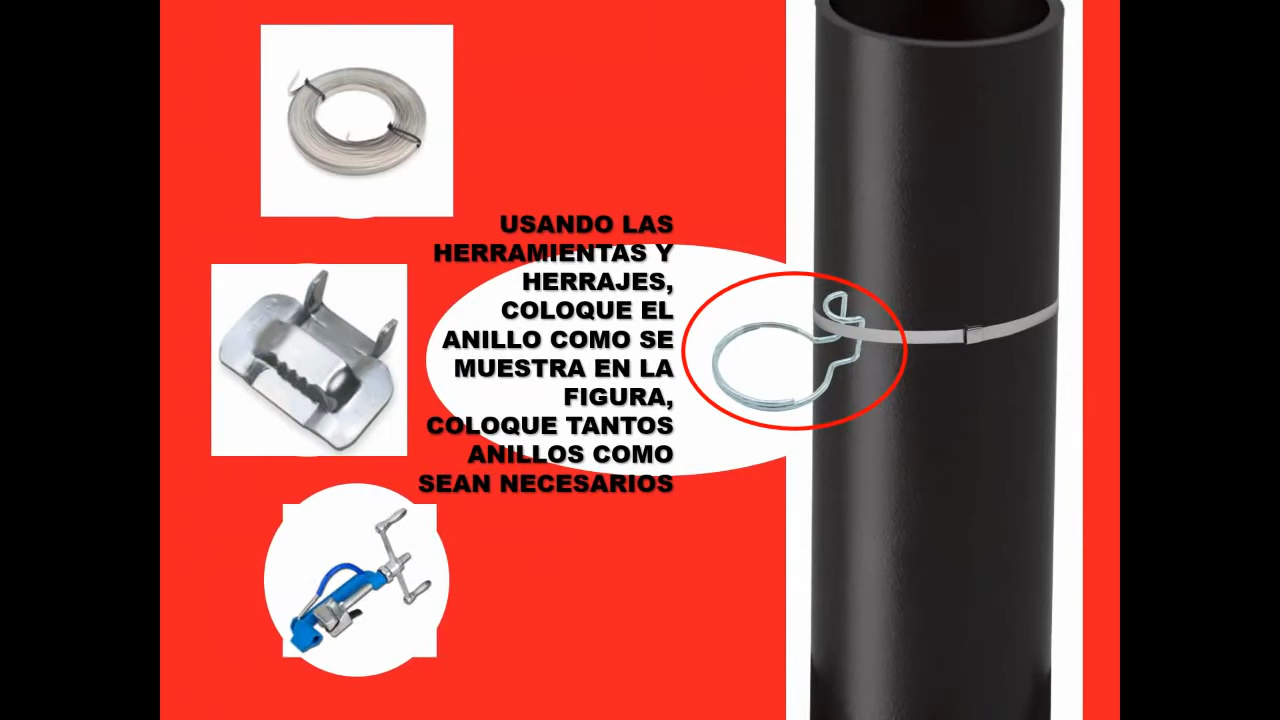 USANDO LAS
HERRAMIENTAS Y
HERRAJES,
COLOQUE EL
ANILLO COMO SE
MUESTRA EN LA
FIGURA,
COLOQUE TANTOS
ANILLOS COMO
SEAN NECESARIOS